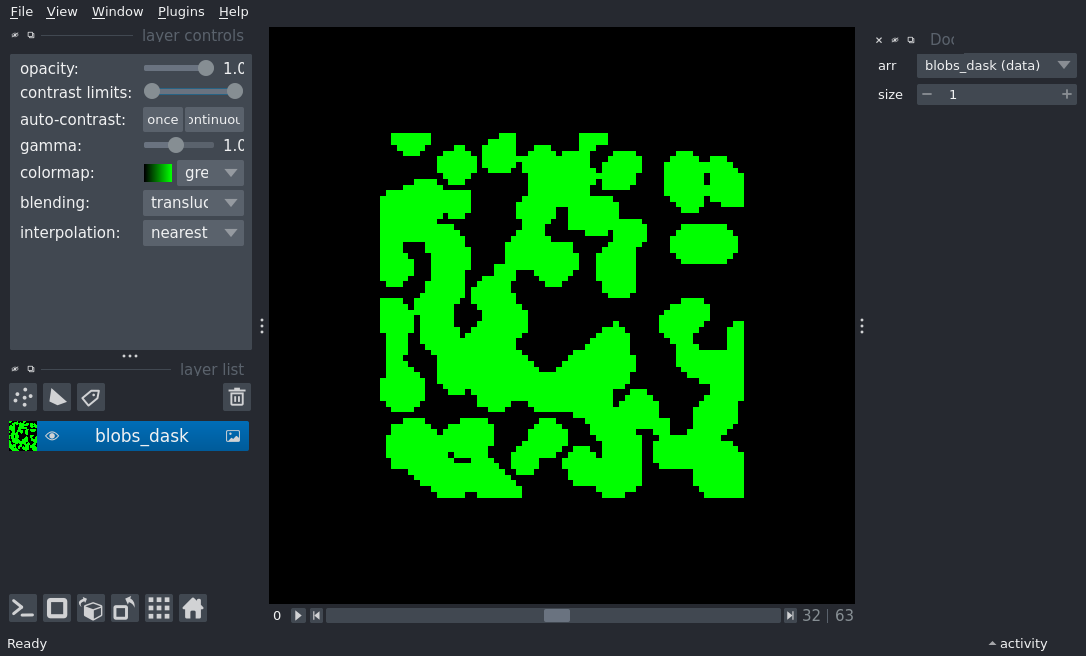 File View Window Plugins Help
layer controls
opacity: 1.0
contrast limits:
auto-contrast: once ontinuou
gamma: 1.0
colormap: gre
blending: transluc
interpolation: nearest
layer list
blobs_dask
0 32 | 63
Ready
Doc
arr blobs_dask (data)
size 1
activity